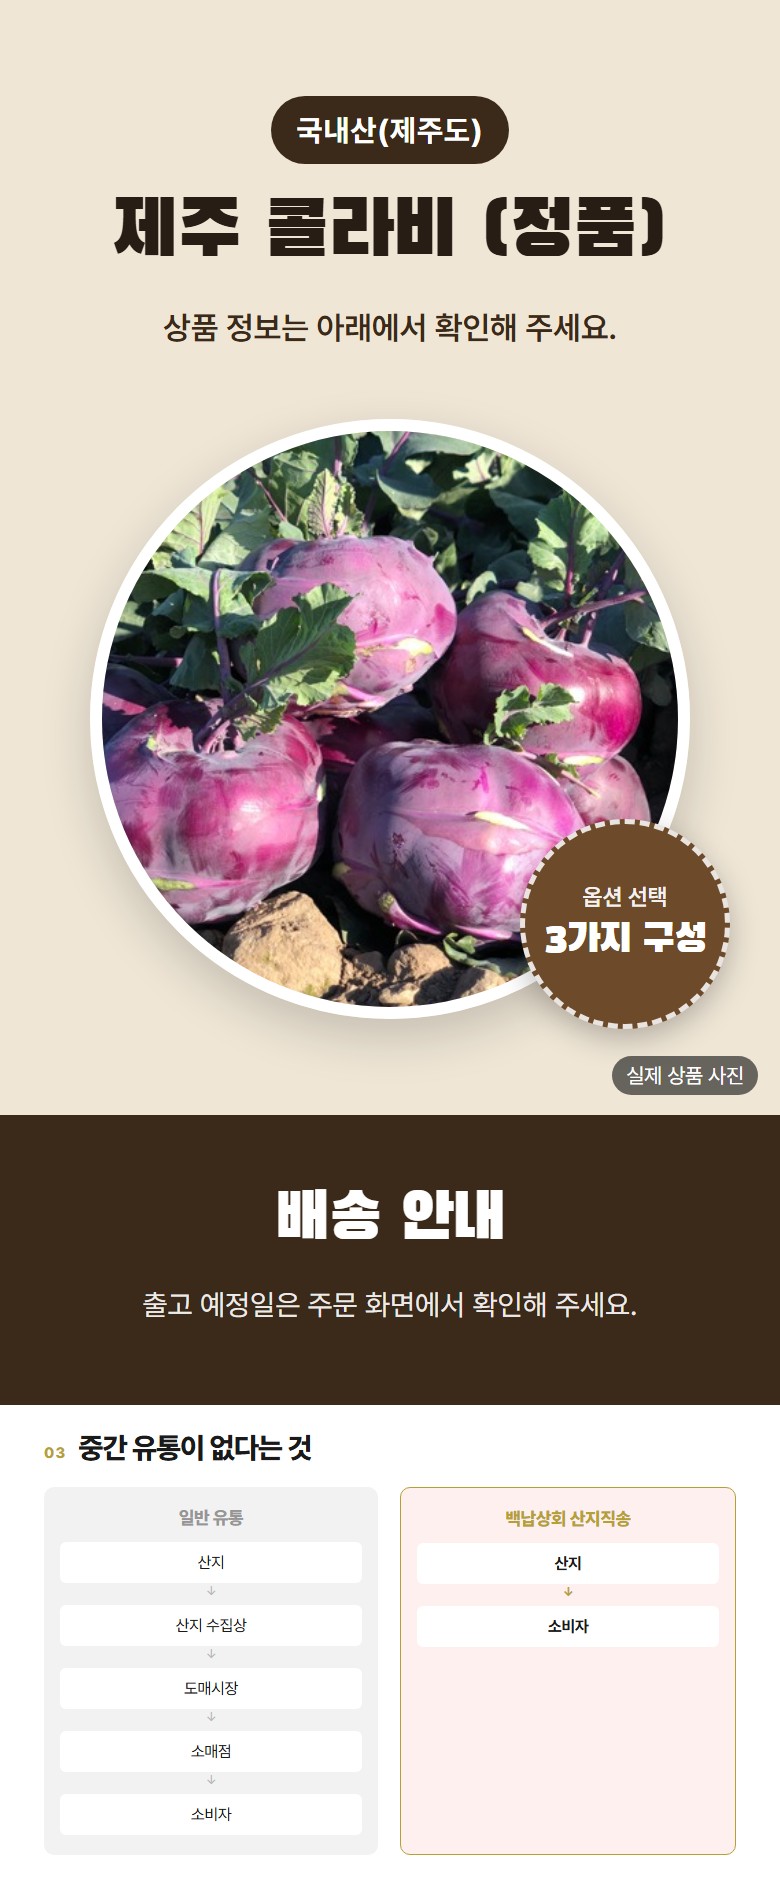 국내산(제주도)
제주 콜라비 (정품)
상품 정보는 아래에서 확인해 주세요.
옵션 선택
3가지 구성
실제 상품 사진
배송 안내
출고 예정일은 주문 화면에서 확인해 주세요.
03 중간 유통이 없다는 것
일반 유통
산지
↓
산지 수집상
↓
도매시장
↓
소매점
↓
소비자
백납상회 산지직송
산지
↓
소비자